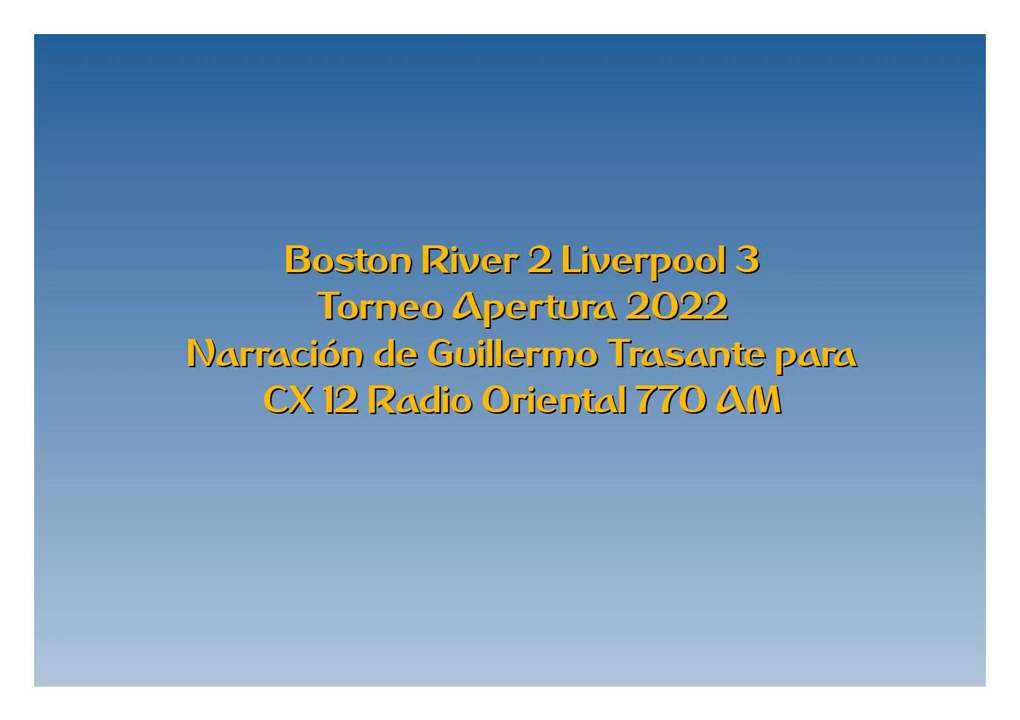 Boston River 2 Liverpool 3
Torneo Apertura 2022
Narración de Guillermo Trasante para
CX 12 Radio Oriental 770 AM